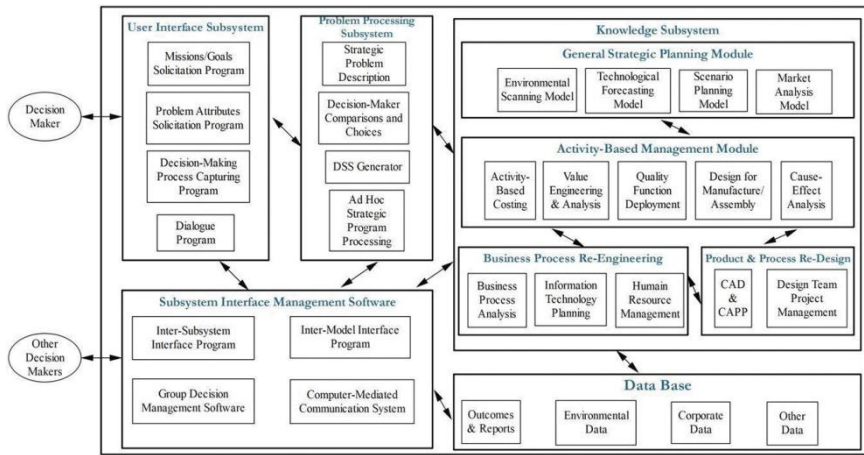 User Interface Subsystem
Missions/Goals
Solicitation Program
Problem Attributes
Solicitation Program
Decision-Making
Process Capturing
Program
Dialogue
Program
Problem Processing
Subsystem
Strategic
Problem
Description
Decision-Maker
Comparisons and
Choices
DSS Generator
Ad Hoc
Strategic
Program
Processing
Knowledge Subsystem
General Strategic Planning Module
Environmental
Scanning Model
Technological
Forecasting
Model
Scenario
Planning
Model
Market
Analysis
Model
Activity-Based Management Module
Activity-
Based
Costing
Value
Engineering
& Analysis
Quality
Function
Deployment
Design for
Manufacture/
Assembly
Cause-
Effect
Analysis
Business Process Re-Engineering
Business
Process
Analysis
Information
Technology
Planning
Humain
Resource
Management
Product & Process Re-Design
CAD
&
CAPP
Design Team
Project
Management
Decision
Maker
Other
Decision
Makers
Subsystem Interface Management Software
Inter-Subsystem
Interface Program
Inter-Model Interface
Program
Group Decision
Management Software
Computer-Mediated
Communication System
Data Base
Outcomes
& Reports
Environmental
Data
Corporate
Data
Other
Data